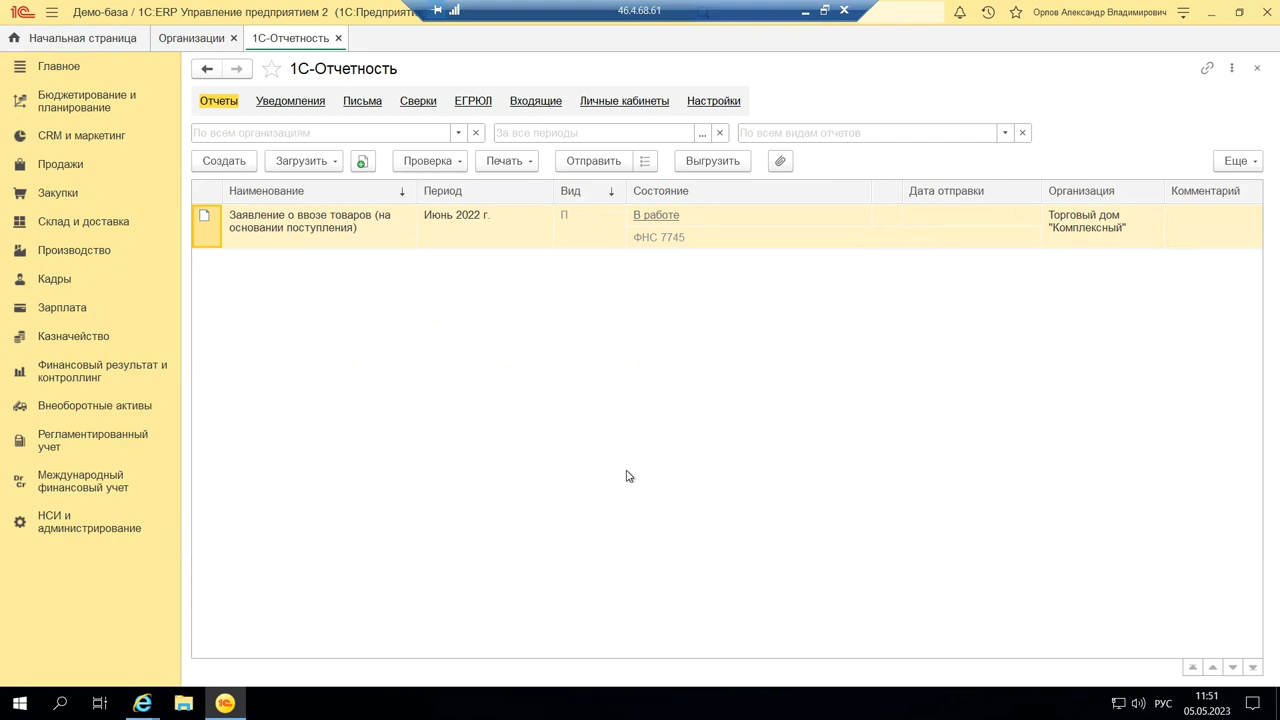 Демо-база / 1С:ERP Управление предприятием 2 (1С:Предприяти
46.4.68.61
Орлов Александр Владимирович
Начальная страница
Организации
1С-Отчетность
Главное
Бюджетирование и
планирование
CRM и маркетинг
Продажи
Закупки
Склад и доставка
Производство
Кадры
Зарплата
Казначейство
Финансовый результат и
контроллинг
Внеоборотные активы
Регламентированный
учет
Международный
финансовый учет
НСИ и
администрирование
1С-Отчетность
Отчеты Уведомления Письма Сверки ЕГРЮЛ Входящие Личные кабинеты Настройки
По всем организациям За все периоды ... По всем видам отчетов
Создать Загрузить Проверка Печать Отправить Выгрузить Еще
Наименование Период Вид Состояние Дата отправки Организация Комментарий
Заявление о ввозе товаров (на Июнь 2022 г. П В работе Торговый дом
основании поступления) ФНС 7745 "Комплексный"
РУС
11:51
05.05.2023